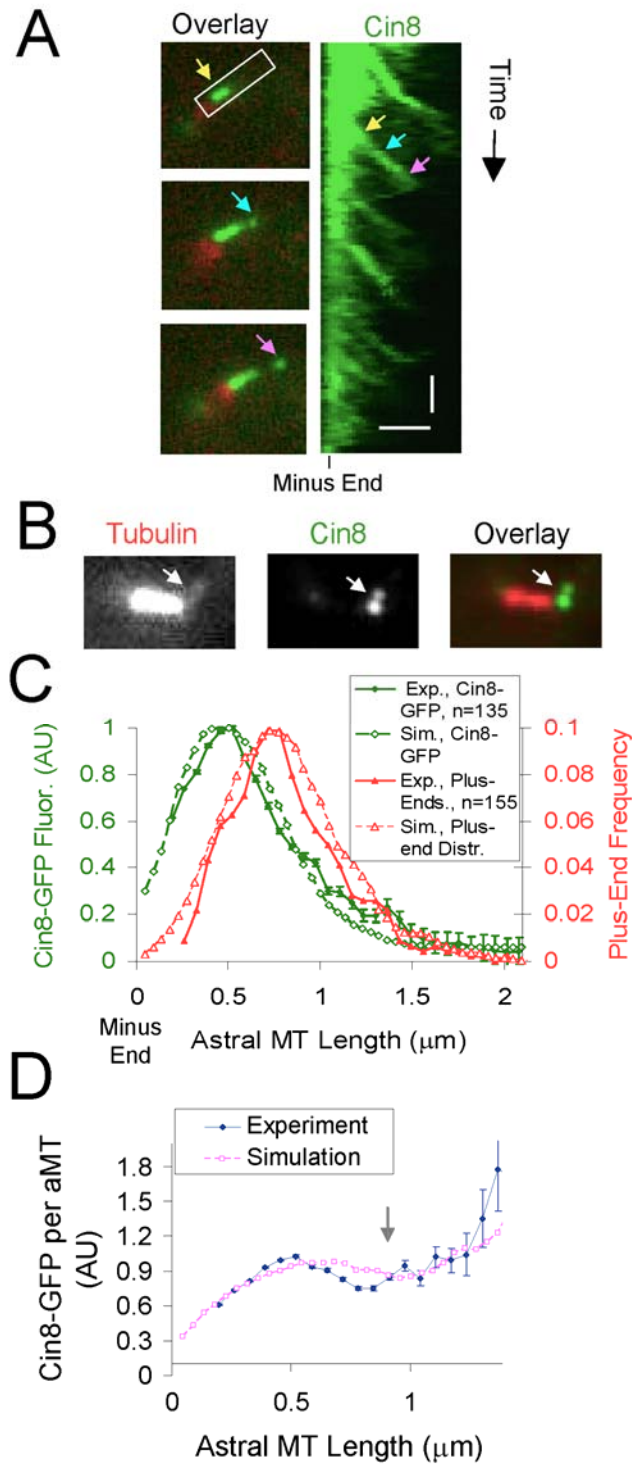 A
Overlay
Cin8
Time
Minus End
B
Tubulin
Cin8
Overlay
C
Exp., Cin8-
GFP, n=135
Sim., Cin8-
GFP
Exp., Plus-
Ends., n=155
Sim., Plus-
end Distr.
Cin8-GFP Fluor. (AU)
1
0.8
0.6
0.4
0.2
0
0.1
0.08
0.06
0.04
0.02
0
Plus-End Frequency
0
0.5
1
1.5
2
Minus
End
Astral MT Length (μm)
D
Experiment
Simulation
Cin8-GFP per aMT
(AU)
1.8
1.5
1.2
0.9
0.6
0.3
0
0
0.5
1
Astral MT Length (μm)